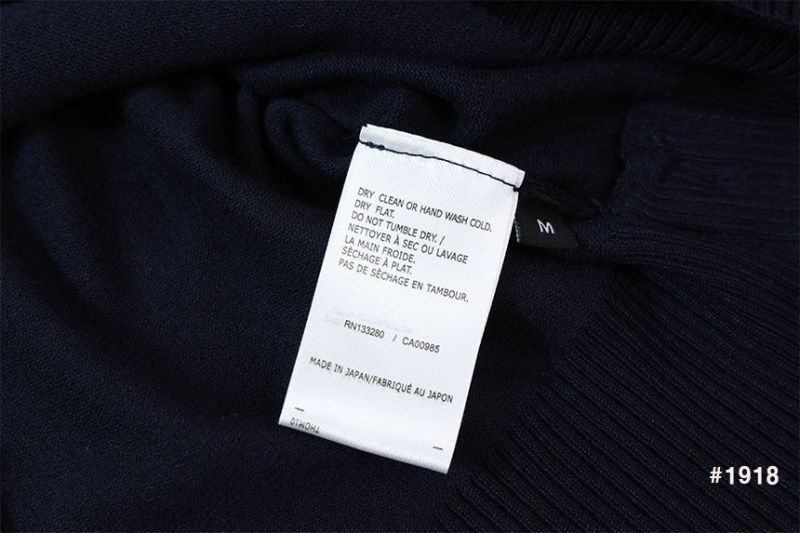 DRY CLEAN OR HAND WASH COLD.
DRY FLAT.
DO NOT TUMBLE DRY. /
NETTOYER À SEC OU LAVAGE
LA MAIN FROIDE.
SÉCHAGE À PLAT.
PAS DE SÉCHAGE EN TAMBOUR.
RN133280 / CA00985
MADE IN JAPAN/FABRIQUÉ AU JAPON
THOM10
M
#1918